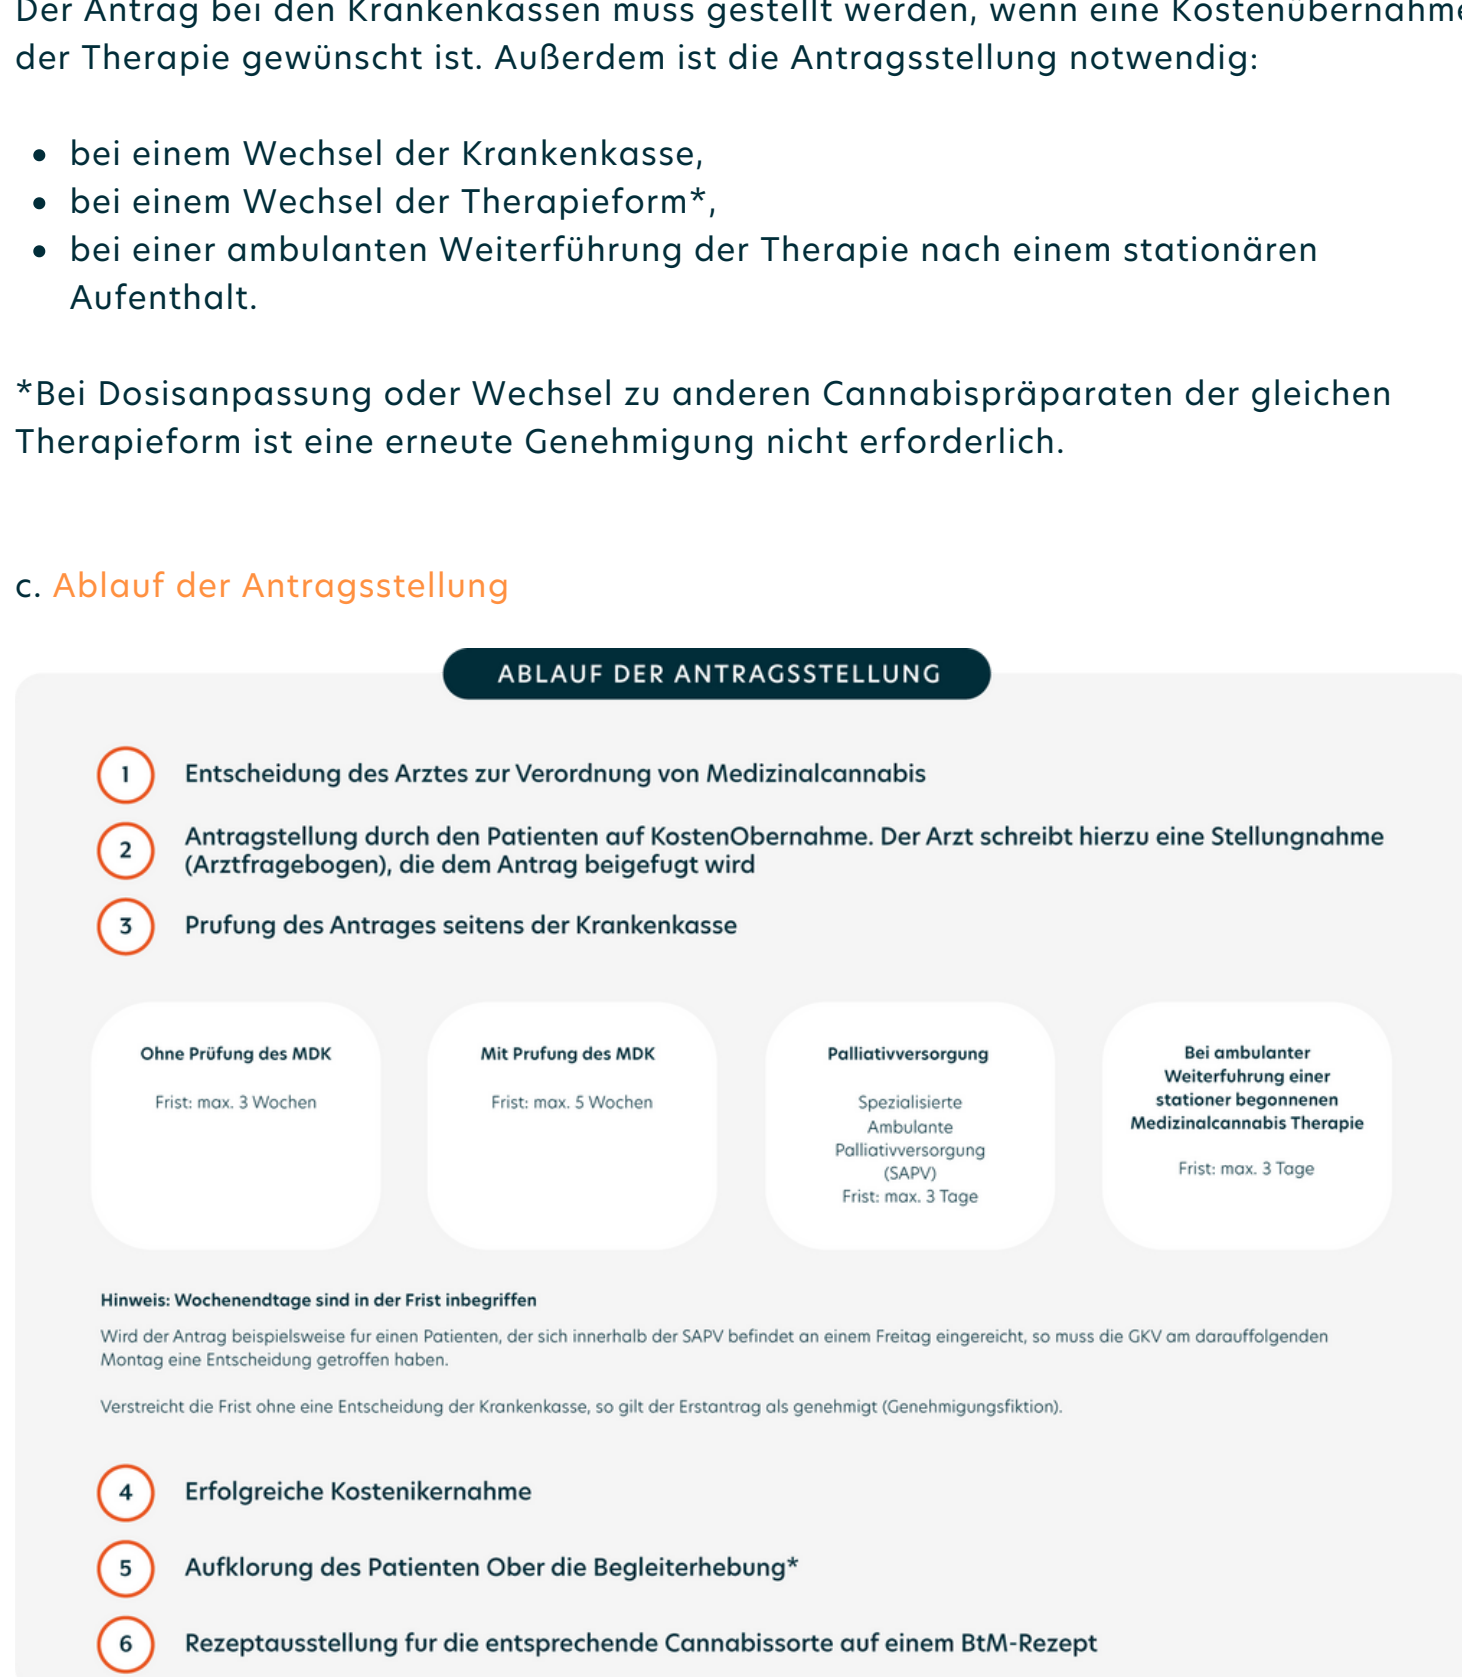 Der Antrag bei den Krankenkassen muss gestellt werden, wenn eine Kostenübernahme
der Therapie gewünscht ist. Außerdem ist die Antragsstellung notwendig:
• bei einem Wechsel der Krankenkasse,
• bei einem Wechsel der Therapieform*,
• bei einer ambulanten Weiterführung der Therapie nach einem stationären
Aufenthalt.
*Bei Dosisanpassung oder Wechsel zu anderen Cannabispräparaten der gleichen
Therapieform ist eine erneute Genehmigung nicht erforderlich.
c. Ablauf der Antragsstellung
ABLAUF DER ANTRAGSSTELLUNG
1 Entscheidung des Arztes zur Verordnung von Medizinalcannabis
2 Antragstellung durch den Patienten auf KostenObernahme. Der Arzt schreibt hierzu eine Stellungnahme
(Arztfragebogen), die dem Antrag beigefugt wird
3 Prufung des Antrages seitens der Krankenkasse
Ohne Prüfung des MDK
Frist: max. 3 Wochen
Mit Prufung des MDK
Frist: max. 5 Wochen
Palliativversorgung
Spezialisierte
Ambulante
Palliativversorgung
(SAPV)
Frist: max. 3 Tage
Bei ambulanter
Weiterfuhrung einer
stationer begonnenen
Medizinalcannabis Therapie
Frist: max. 3 Tage
Hinweis: Wochenendtage sind in der Frist inbegriffen
Wird der Antrag beispielsweise fur einen Patienten, der sich innerhalb der SAPV befindet an einem Freitag eingereicht, so muss die GKV am darauffolgenden
Montag eine Entscheidung getroffen haben.
Verstreicht die Frist ohne eine Entscheidung der Krankenkasse, so gilt der Erstantrag als genehmigt (Genehmigungsfiktion).
4 Erfolgreiche Kostenikernahme
5 Aufklorung des Patienten Ober die Begleiterhebung*
6 Rezeptausstellung fur die entsprechende Cannabissorte auf einem BtM-Rezept